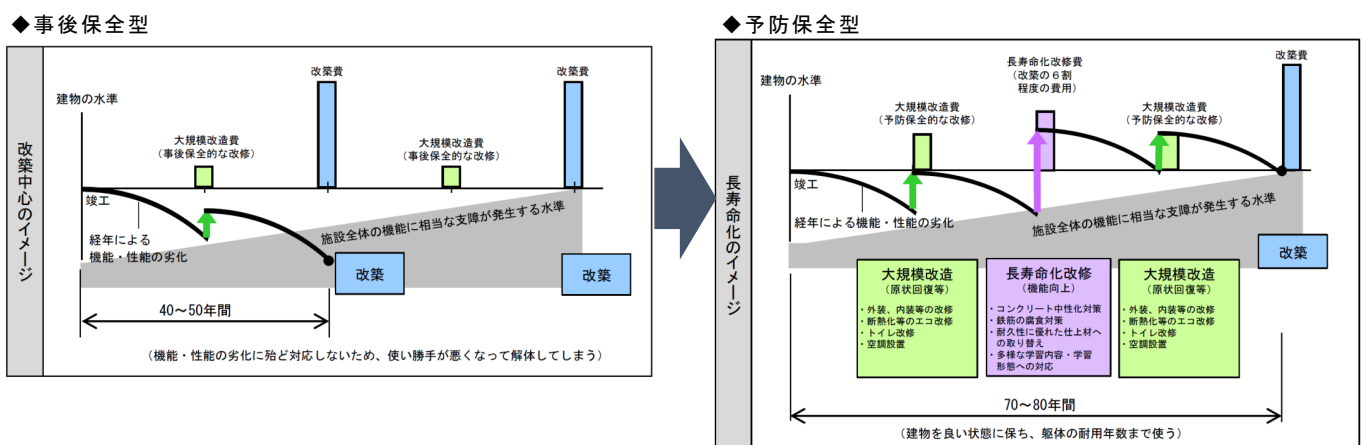 ◆事後保全型
改築中心のイメージ
建物の水準
改築費
改築費
大規模改造費
(事後保全的な改修)
大規模改造費
(事後保全的な改修)
竣工
経年による
機能・性能の劣化
施設全体の機能に相当な支障が発生する水準
改築
改築
40～50年間
(機能・性能の劣化に殆ど対応しないため、使い勝手が悪くなって解体してしまう)
◆予防保全型
長寿命化のイメージ
建物の水準
長寿命化改修費
(改築の6割
程度の費用)
改築費
大規模改造費
(予防保全的な改修)
大規模改造費
(予防保全的な改修)
竣工
経年による機能・性能の劣化
施設全体の機能に相当な支障が発生する水準
改築
大規模改造
(原状回復等)
・外装、内装等の改修
・断熱化等のエコ改修
・トイレ改修
・空調設置
長寿命化改修
(機能向上)
・コンクリート中性化対策
・鉄筋の腐食対策
・耐久性に優れた仕上材へ
の取り替え
・多様な学習内容・学習
形態への対応
大規模改造
(原状回復等)
・外装、内装等の改修
・断熱化等のエコ改修
・トイレ改修
・空調設置
70～80年間
(建物を良い状態に保ち、躯体の耐用年数まで使う)